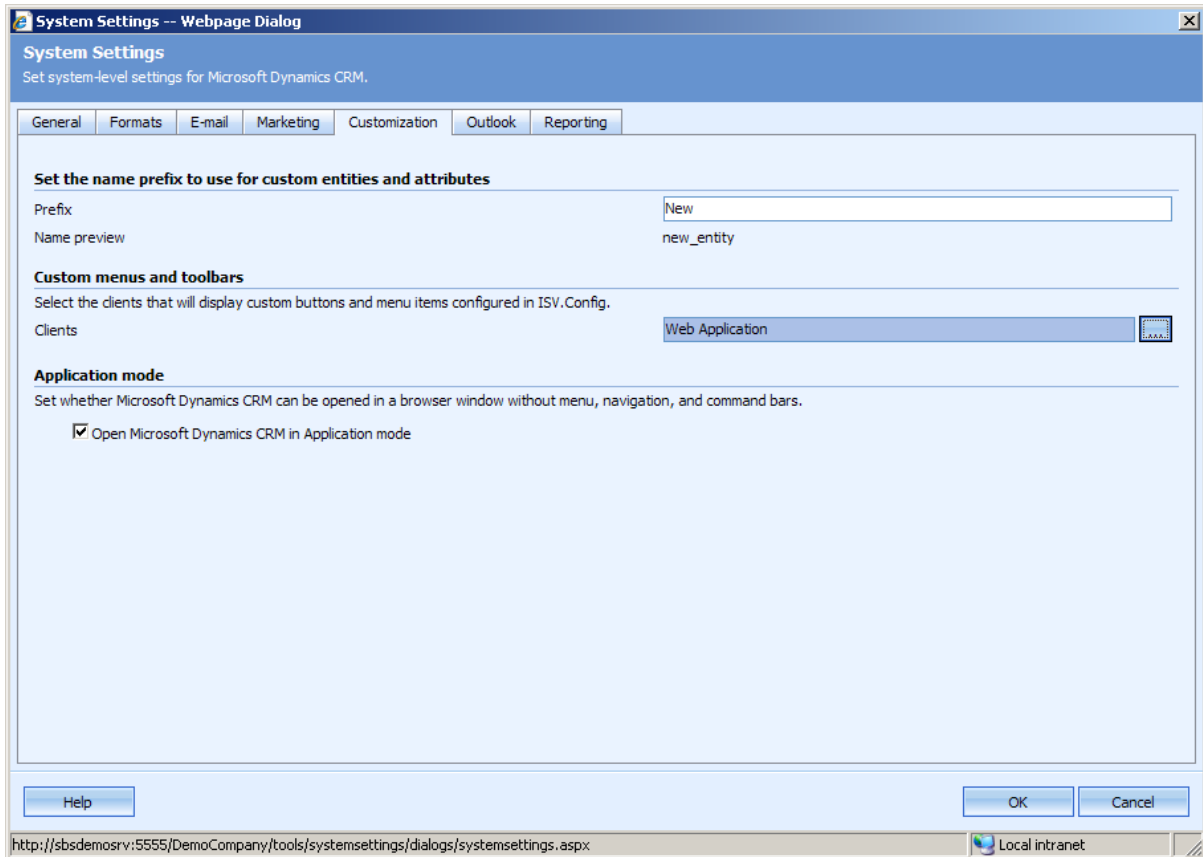 System Settings -- Webpage Dialog
System Settings
Set system-level settings for Microsoft Dynamics CRM.
General Formats E-mail Marketing Customization Outlook Reporting
Set the name prefix to use for custom entities and attributes
Prefix New
Name preview new_entity
Custom menus and toolbars
Select the clients that will display custom buttons and menu items configured in ISV.Config.
Clients Web Application ...
Application mode
Set whether Microsoft Dynamics CRM can be opened in a browser window without menu, navigation, and command bars.
Open Microsoft Dynamics CRM in Application mode
Help OK Cancel
http://sbsdemosrv:5555/DemoCompany/tools/systemsettings/dialogs/systemsettings.aspx Local intranet